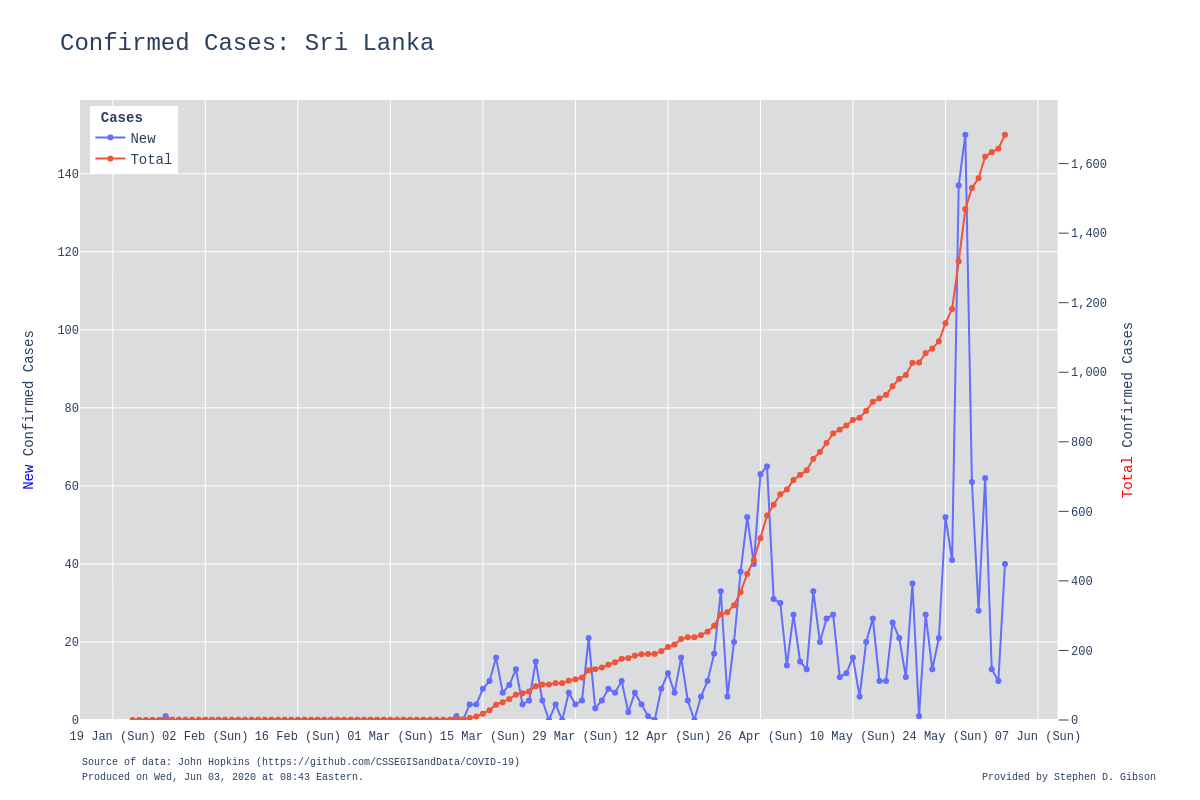 Confirmed Cases: Sri Lanka
Cases
New
Total
140
120
100
80
60
40
20
0
New Confirmed Cases
1,600
1,400
1,200
1,000
800
600
400
200
0
Total Confirmed Cases
19 Jan (Sun) 02 Feb (Sun) 16 Feb (Sun) 01 Mar (Sun) 15 Mar (Sun) 29 Mar (Sun) 12 Apr (Sun) 26 Apr (Sun) 10 May (Sun) 24 May (Sun) 07 Jun (Sun)
Source of data: John Hopkins (https://github.com/CSSEGISandData/COVID-19)
Produced on Wed, Jun 03, 2020 at 08:43 Eastern.
Provided by Stephen D. Gibson